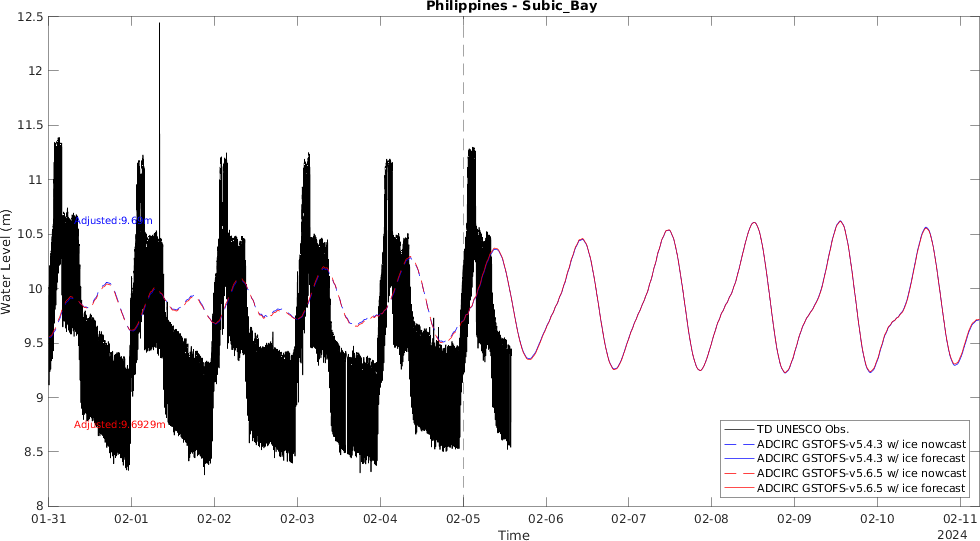 Philippines - Subic_Bay
12.5
12
11.5
11
10.5
10
9.5
9
8.5
8
Water Level (m)
Adjusted:9.6929m
TD UNESCO Obs.
ADCIRC GSTOFS-v5.4.3 w/ ice nowcast
ADCIRC GSTOFS-v5.4.3 w/ ice forecast
ADCIRC GSTOFS-v5.6.5 w/ ice nowcast
ADCIRC GSTOFS-v5.6.5 w/ ice forecast
01-31
02-01
02-02
02-03
02-04
02-05
02-06
02-07
02-08
02-09
02-10
02-11
Time
2024